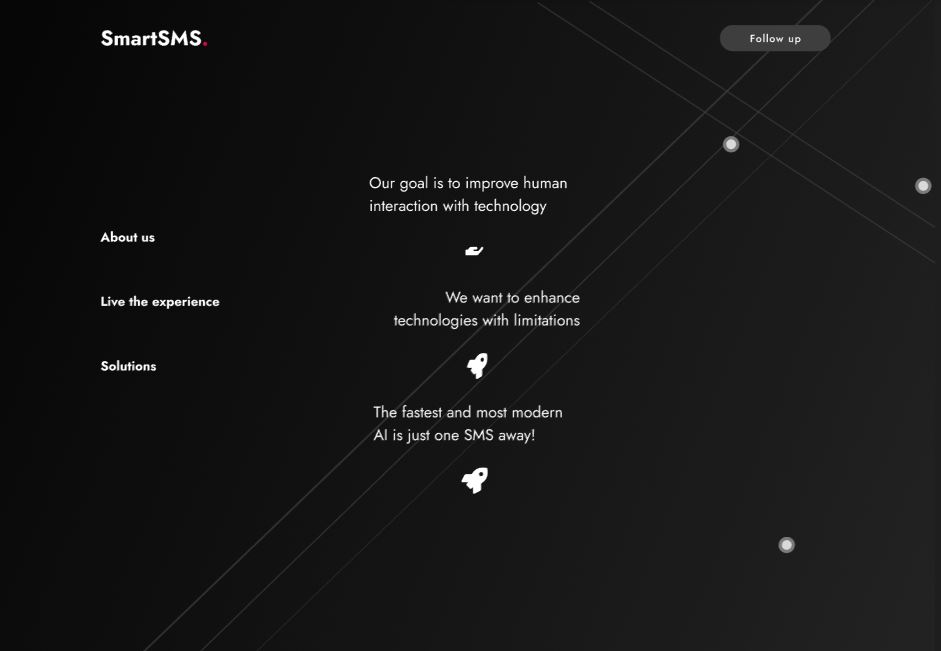 SmartSMS.
Follow up
Our goal is to improve human
interaction with technology
About us
We want to enhance
technologies with limitations
Live the experience
Solutions
The fastest and most modern
AI is just one SMS away!